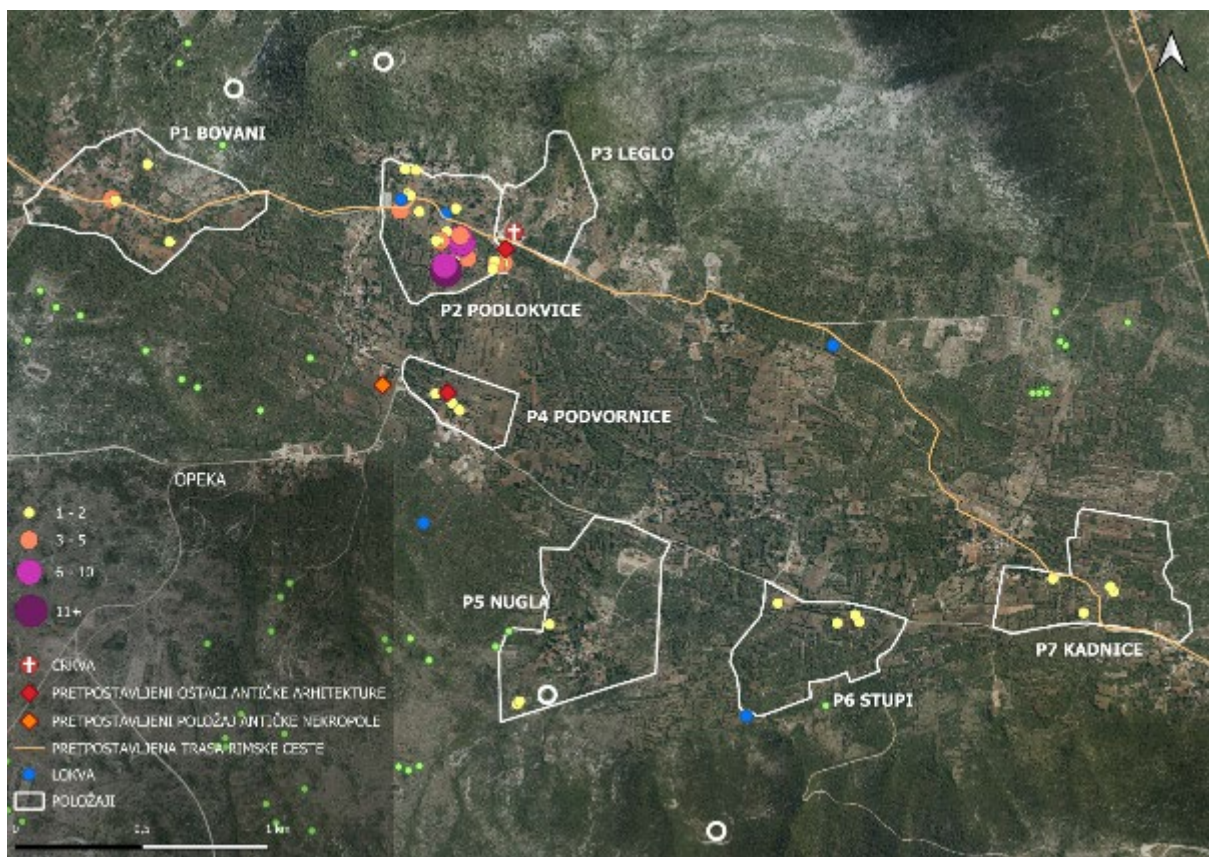 P1 BOVANI
P3 LEGLO
P2 PODLOKVICE
P4 PODVORNICE
OPEKA
1 - 2
3 - 5
6 - 10
11+
P5 NUGLA
P6 STUPI
P7 KADNICE
CRKVA
PRETPOSTAVLJENI OSTACI ANTIČKE ARHITEKTURE
PRETPOSTAVLJENI POLOŽAJ ANTIČKE NEKROPOLE
PRETPOSTAVLJENA TRASA RIMSKE CESTE
LOKVA
POLOŽAJI
0 0,5 1 km